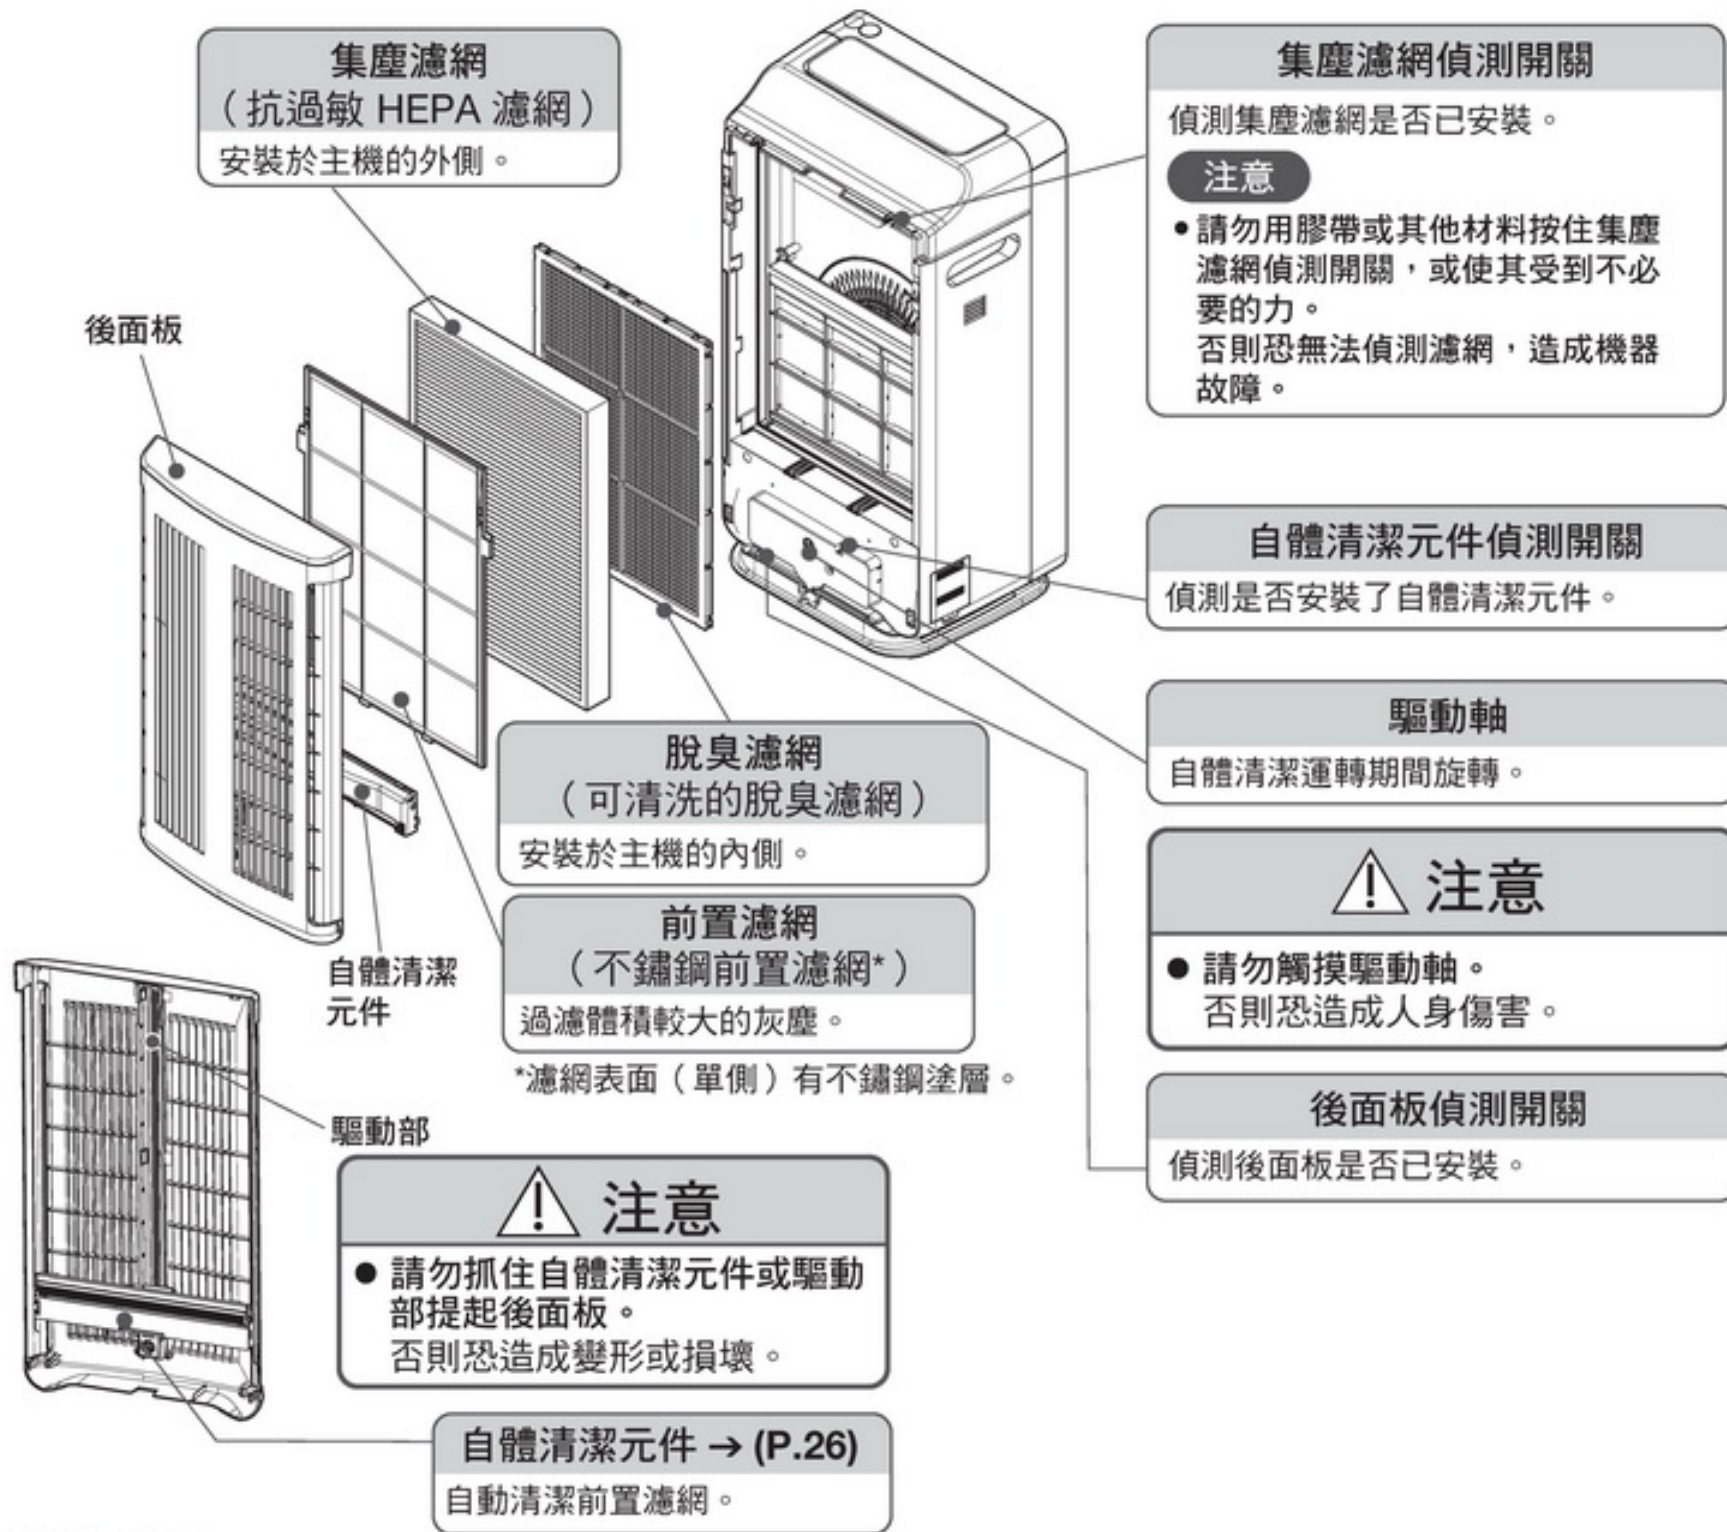 集塵濾網
（抗過敏 HEPA 濾網）
安裝於主機的外側。
集塵濾網偵測開關
偵測集塵濾網是否已安裝。
注意
•請勿用膠帶或其他材料按住集塵
濾網偵測開關，或使其受到不必
要的力。
否則恐無法偵測濾網，造成機器
故障。
後面板
自體清潔元件偵測開關
偵測是否安裝了自體清潔元件。
驅動軸
自體清潔運轉期間旋轉。
脫臭濾網
（可清洗的脫臭濾網）
安裝於主機的內側。
注意
● 請勿觸摸驅動軸。
否則恐造成人身傷害。
前置濾網
（不鏽鋼前置濾網*）
過濾體積較大的灰塵。
*濾網表面（單側）有不鏽鋼塗層。
自體清潔
元件
後面板偵測開關
偵測後面板是否已安裝。
驅動部
注意
● 請勿抓住自體清潔元件或驅動
部提起後面板。
否則恐造成變形或損壞。
自體清潔元件 → (P.26)
自動清潔前置濾網。